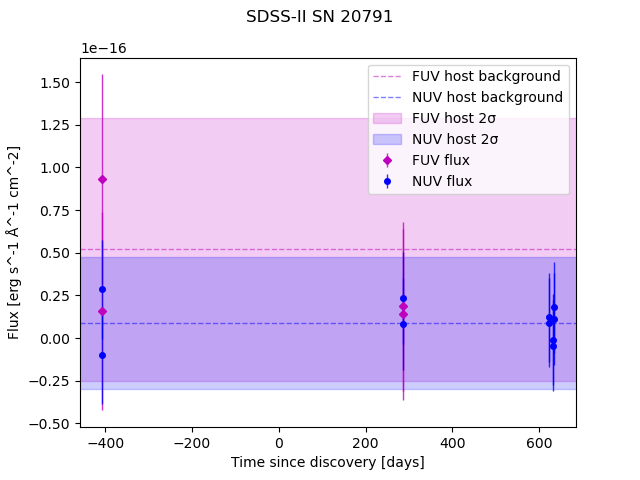 SDSS-II SN 20791
1e−16
FUV host background
NUV host background
FUV host 2σ
NUV host 2σ
FUV flux
NUV flux
1.50
1.25
1.00
0.75
0.50
0.25
0.00
−0.25
−0.50
Flux [erg s^-1 Å^-1 cm^-2]
−400
−200
0
200
400
600
Time since discovery [days]